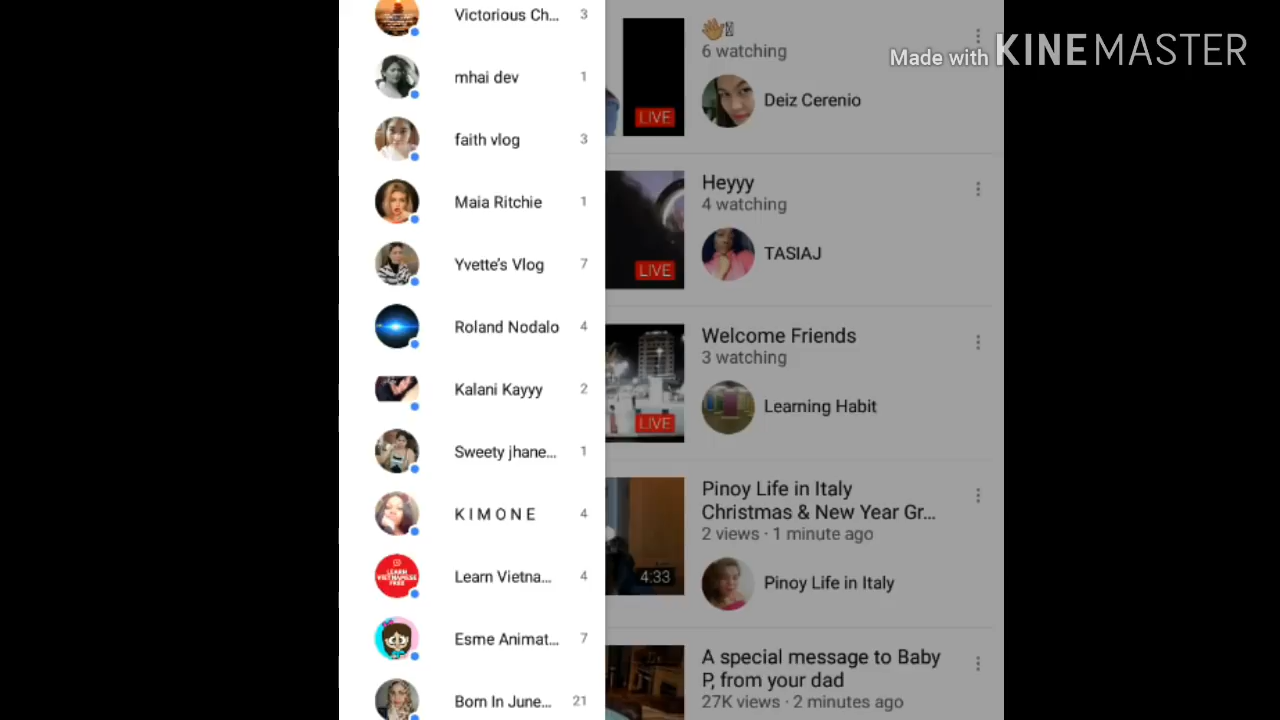 Victorious Ch... 3
mhai dev 1
faith vlog 3
Maia Ritchie 1
Yvette’s Vlog 7
Roland Nodalo 4
Kalani Kayyy 2
Sweety jhane... 1
K I M O N E 4
LEARN
VIETNAMESE
FREE
Learn Vietna... 4
Esme Animat... 7
Born In June... 21
Made with KINEMASTER
6 watching
LIVE
Deiz Cerenio
Heyyy
4 watching
LIVE
TASIAJ
Welcome Friends
3 watching
LIVE
Learning Habit
Pinoy Life in Italy
Christmas & New Year Gr...
2 views · 1 minute ago
4:33
Pinoy Life in Italy
A special message to Baby
P, from your dad
27K views · 2 minutes ago